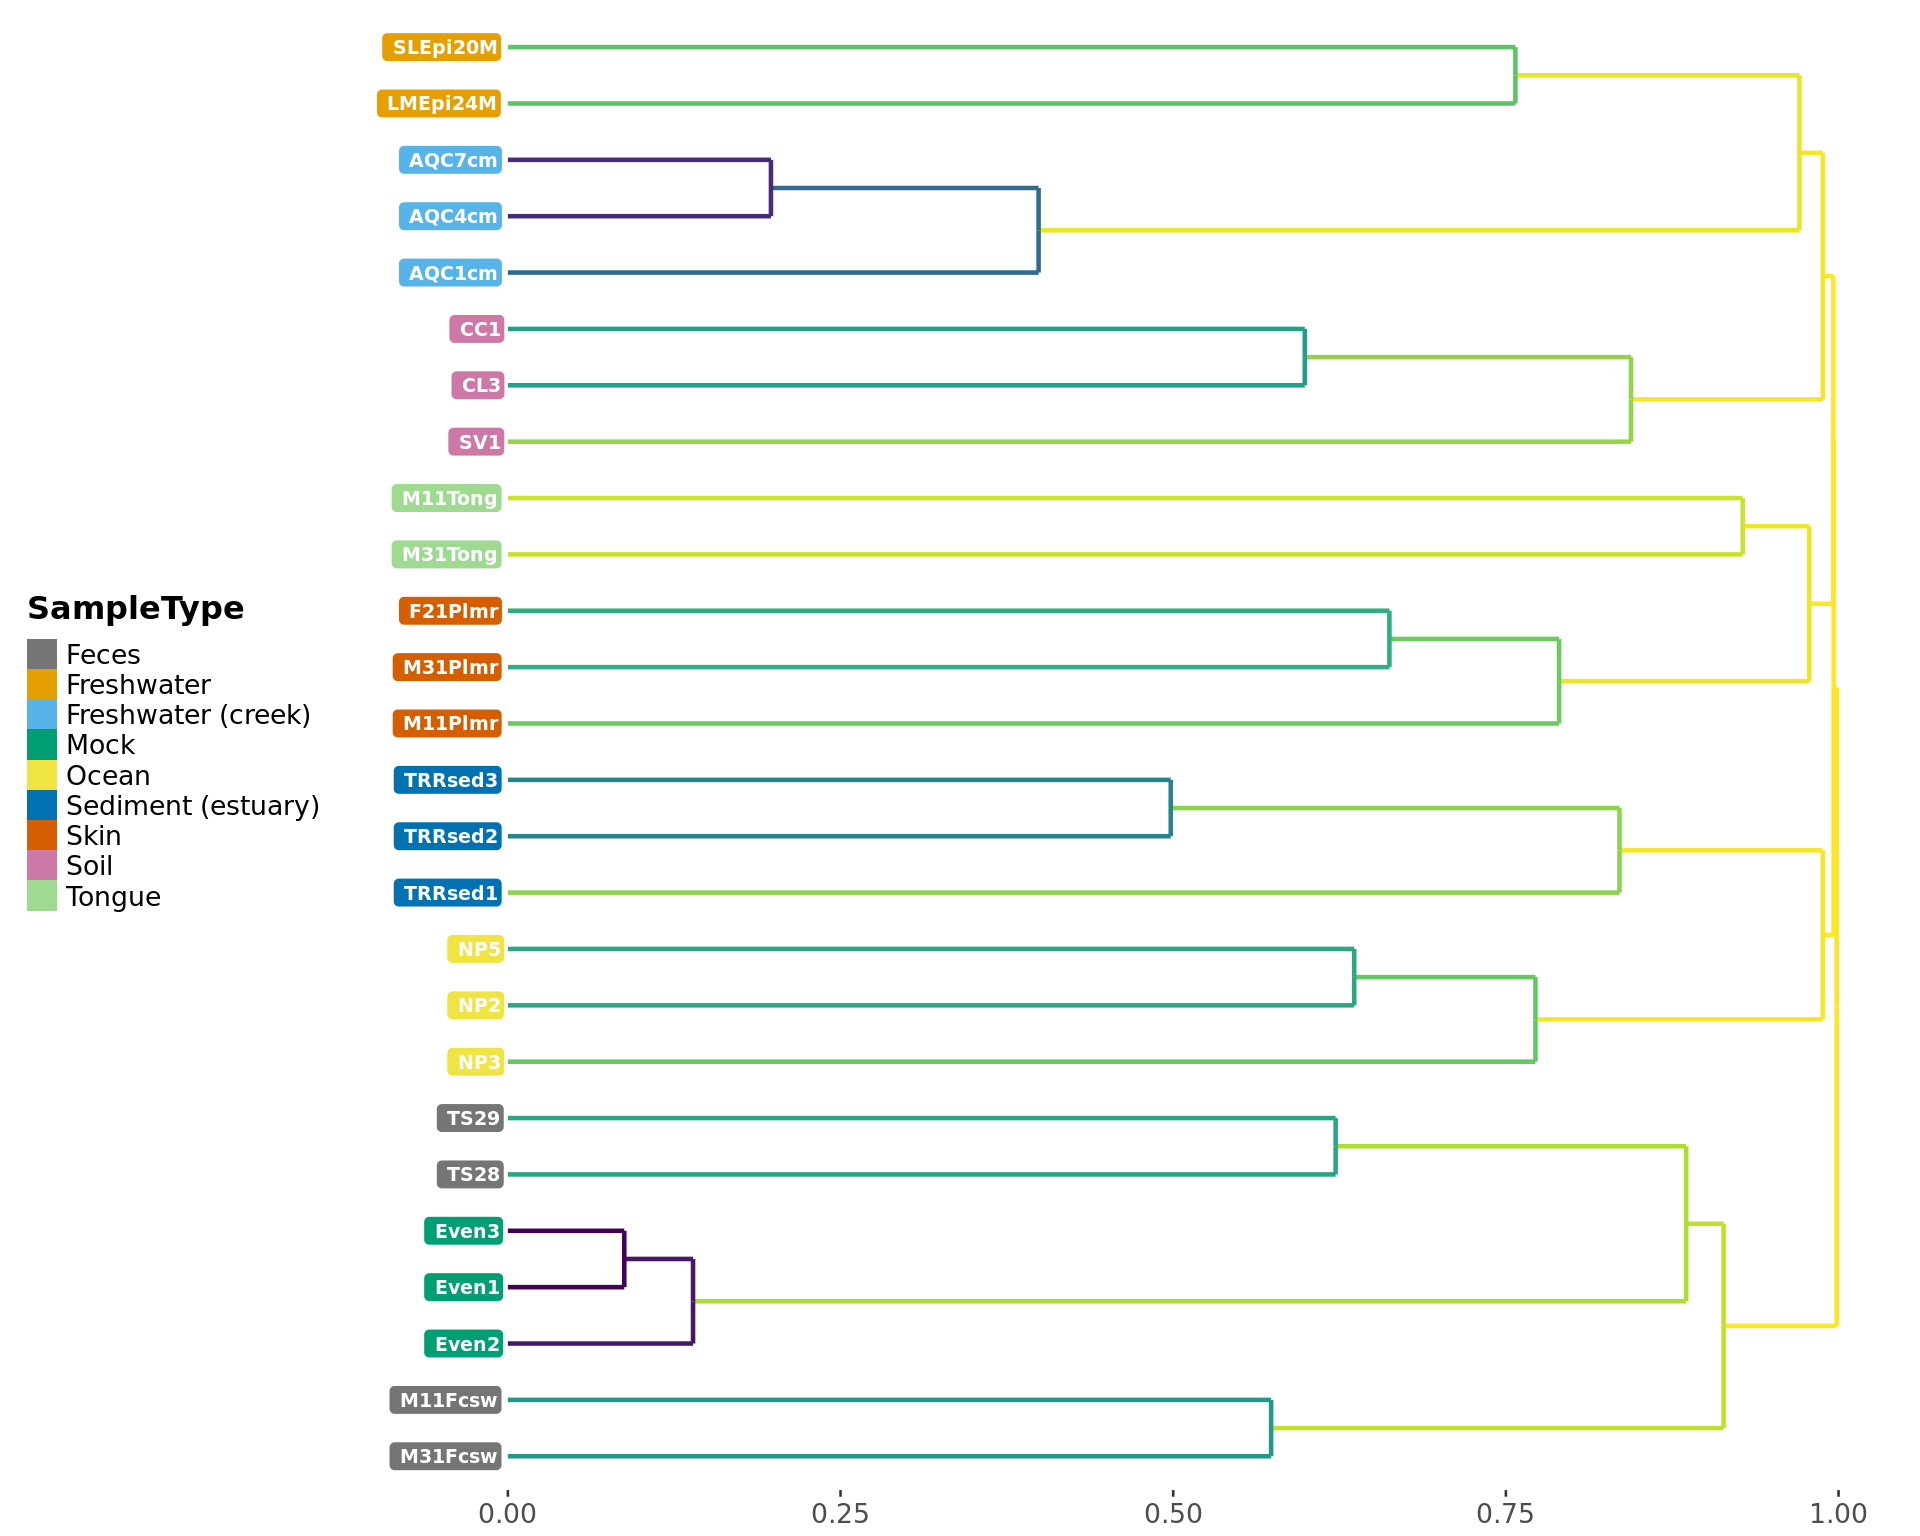 SLEpi20M
LMEpi24M
AQC7cm
AQC4cm
AQC1cm
CC1
CL3
SV1
M11Tong
M31Tong
F21Plmr
M31Plmr
M11Plmr
TRRsed3
TRRsed2
TRRsed1
NP5
NP2
NP3
TS29
TS28
Even3
Even1
Even2
M11Fcsw
M31Fcsw
SampleType
Feces
Freshwater
Freshwater (creek)
Mock
Ocean
Sediment (estuary)
Skin
Soil
Tongue
0.00 0.25 0.50 0.75 1.00